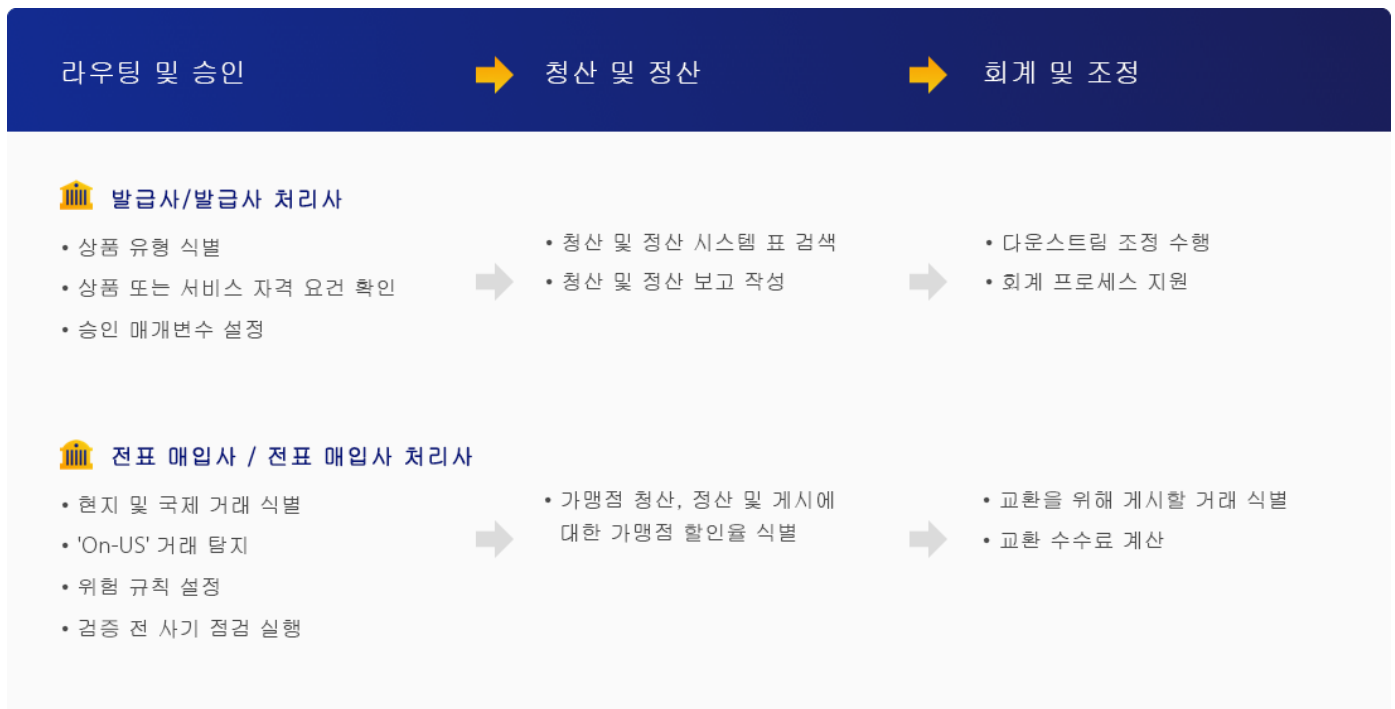 라우팅 및 승인
청산 및 정산
회계 및 조정
발급사/발급사 처리사
• 상품 유형 식별
• 상품 또는 서비스 자격 요건 확인
• 승인 매개변수 설정
• 청산 및 정산 시스템 표 검색
• 청산 및 정산 보고 작성
• 다운스트림 조정 수행
• 회계 프로세스 지원
전표 매입사 / 전표 매입사 처리사
• 현지 및 국제 거래 식별
• 'On-US' 거래 탐지
• 위험 규칙 설정
• 검증 전 사기 점검 실행
• 가맹점 청산, 정산 및 게시에
대한 가맹점 할인율 식별
• 교환을 위해 게시할 거래 식별
• 교환 수수료 계산